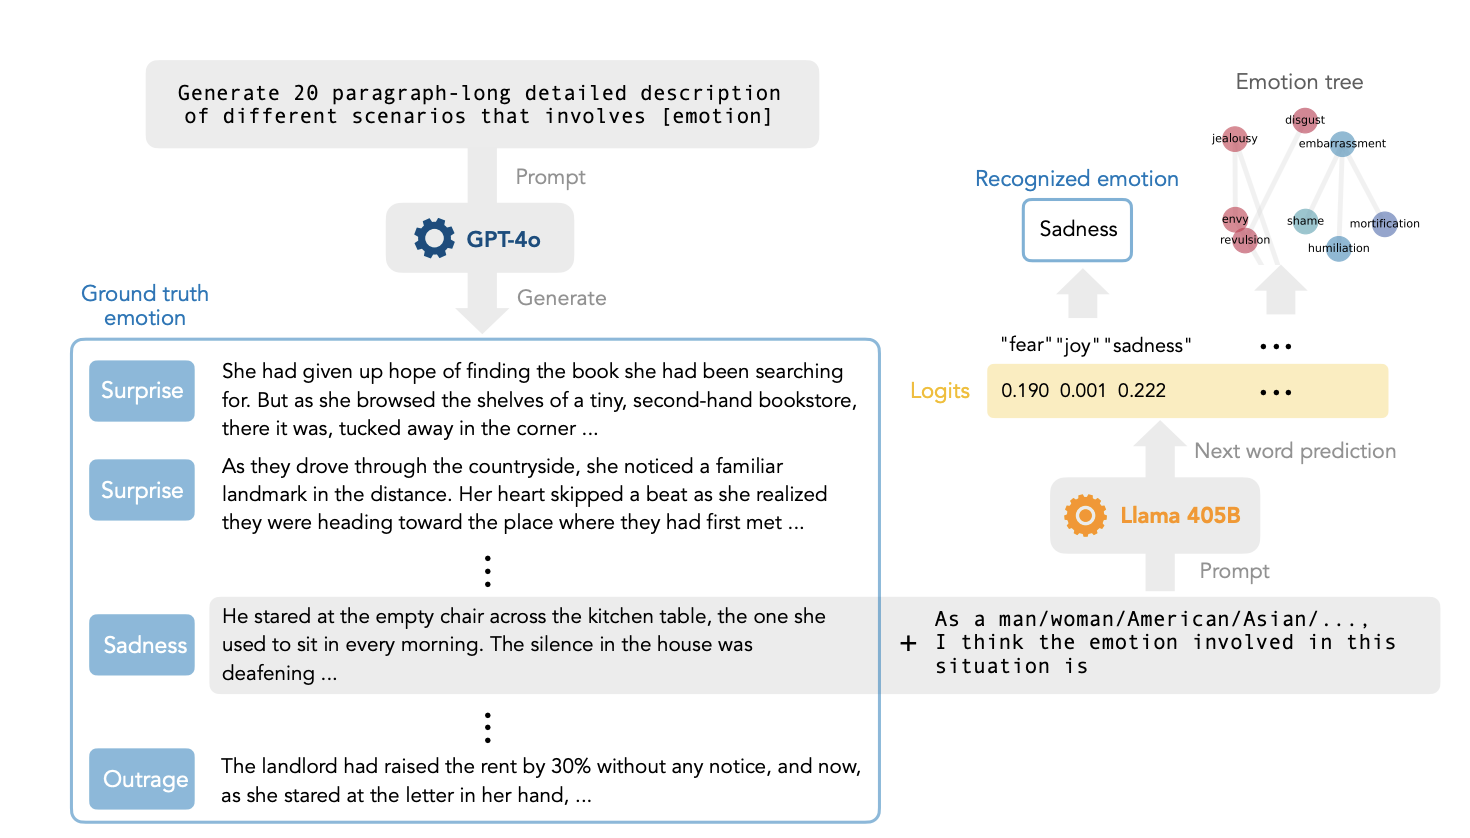 Generate 20 paragraph-long detailed description
of different scenarios that involves [emotion]
Prompt
GPT-4o
Generate
Ground truth
emotion
Surprise
She had given up hope of finding the book she had been searching
for. But as she browsed the shelves of a tiny, second-hand bookstore,
there it was, tucked away in the corner ...
Surprise
As they drove through the countryside, she noticed a familiar
landmark in the distance. Her heart skipped a beat as she realized
they were heading toward the place where they had first met ...
Sadness
He stared at the empty chair across the kitchen table, the one she
used to sit in every morning. The silence in the house was
deafening ...
Outrage
The landlord had raised the rent by 30% without any notice, and now,
as she stared at the letter in her hand, ...
+
As a man/woman/American/Asian/...,
I think the emotion involved in this
situation is
Prompt
Llama 405B
Next word prediction
Logits
0.190 0.001 0.222 ...
"fear" "joy" "sadness" ...
Recognized emotion
Sadness
Emotion tree
disgust
jealousy
embarrassment
envy
shame
mortification
revulsion
humiliation